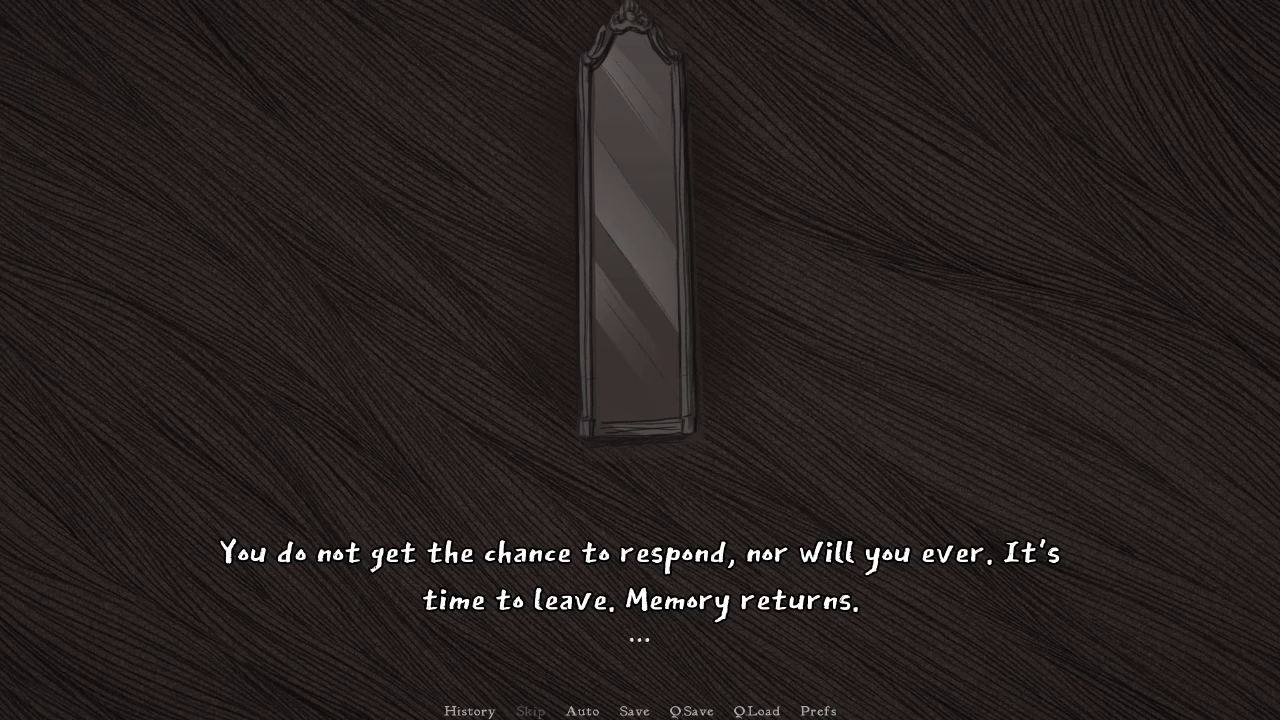 You do not get the chance to respond, nor will you ever. It's
time to leave. Memory returns.
...
History Skip Auto Save Q.Save Q.Load Prefs